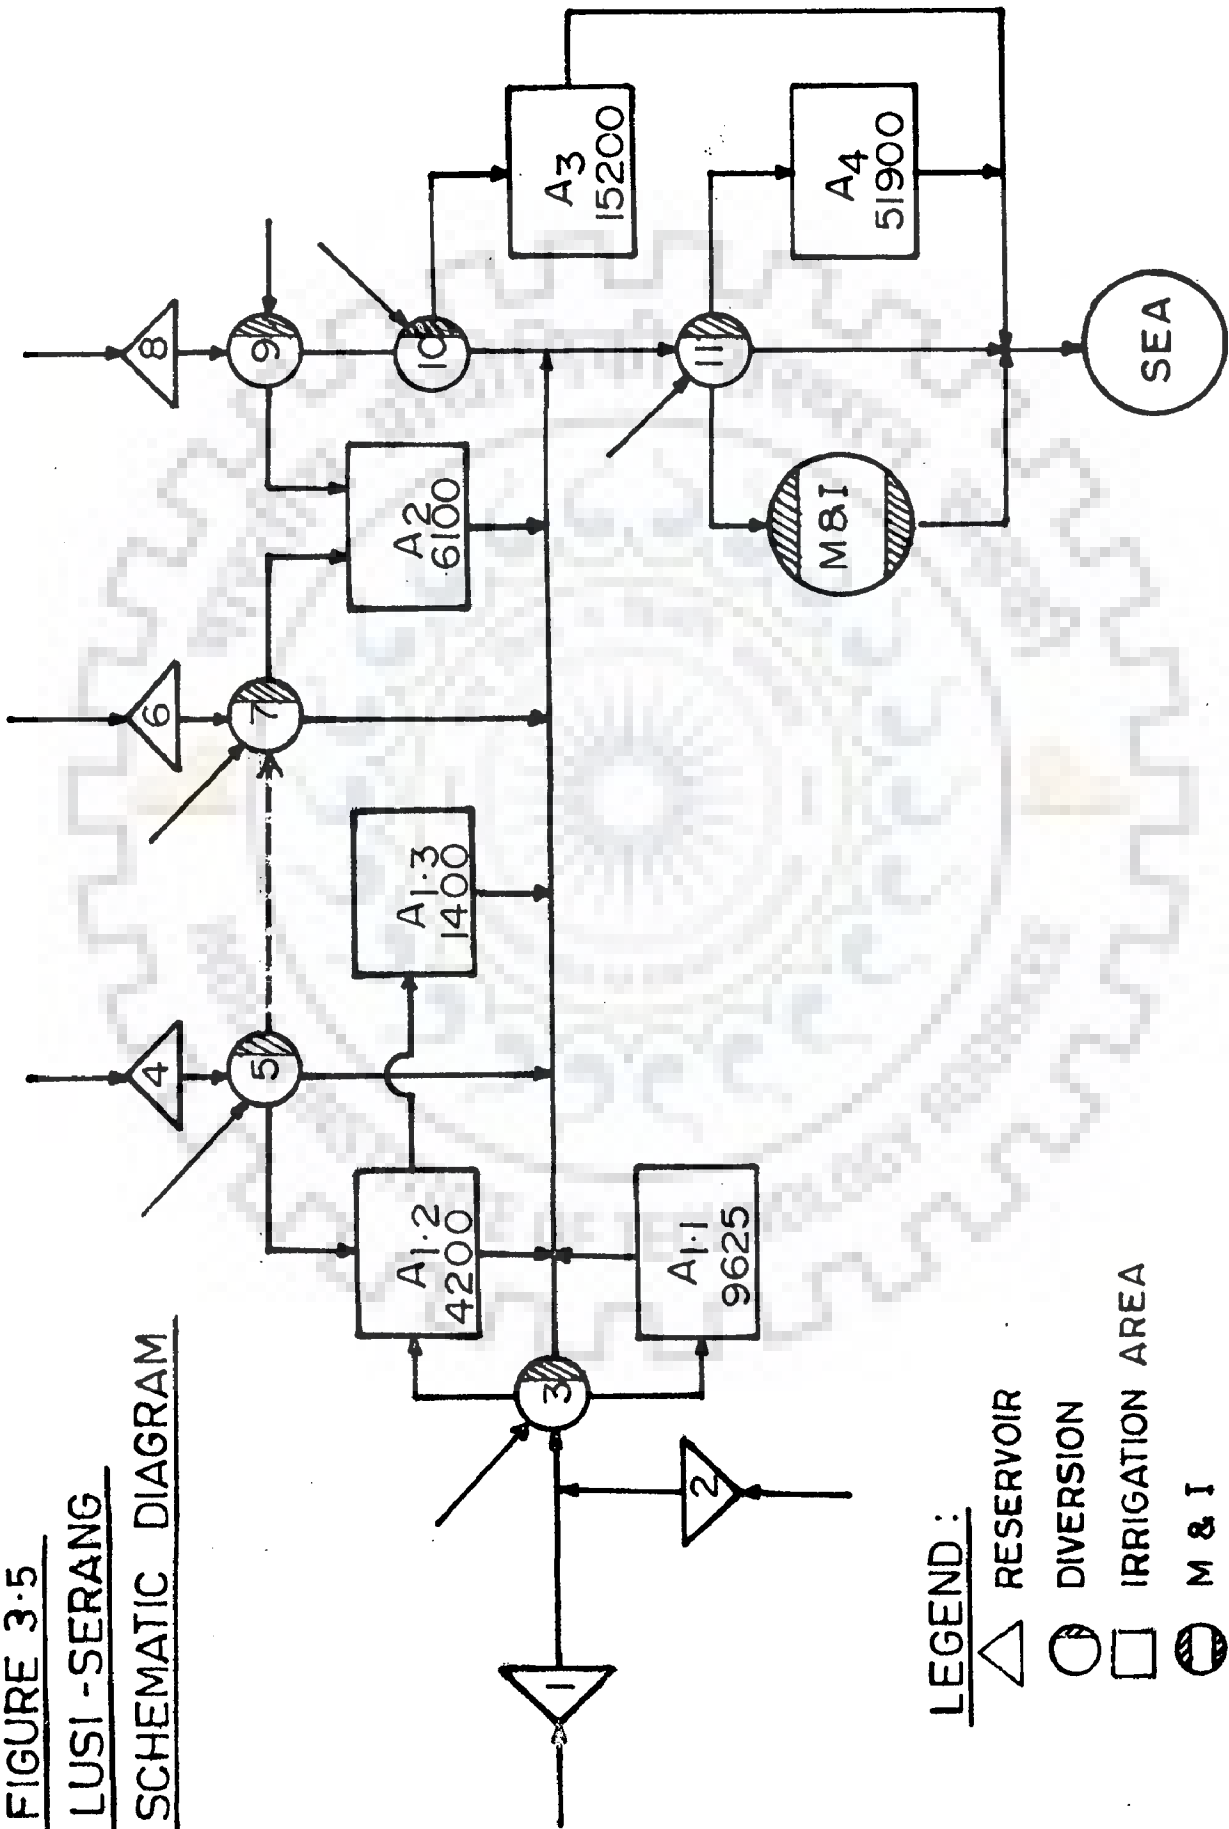 FIGURE 3.5
LUSI-SERANG
SCHEMATIC DIAGRAM
1
2
3
4
5
6
7
8
9
10
11
A1.2
4200
A1.1
9625
A1.3
1400
A2
6100
A3
15200
A4
51900
M&I
SEA
LEGEND:
RESERVOIR
DIVERSION
IRRIGATION AREA
M & I